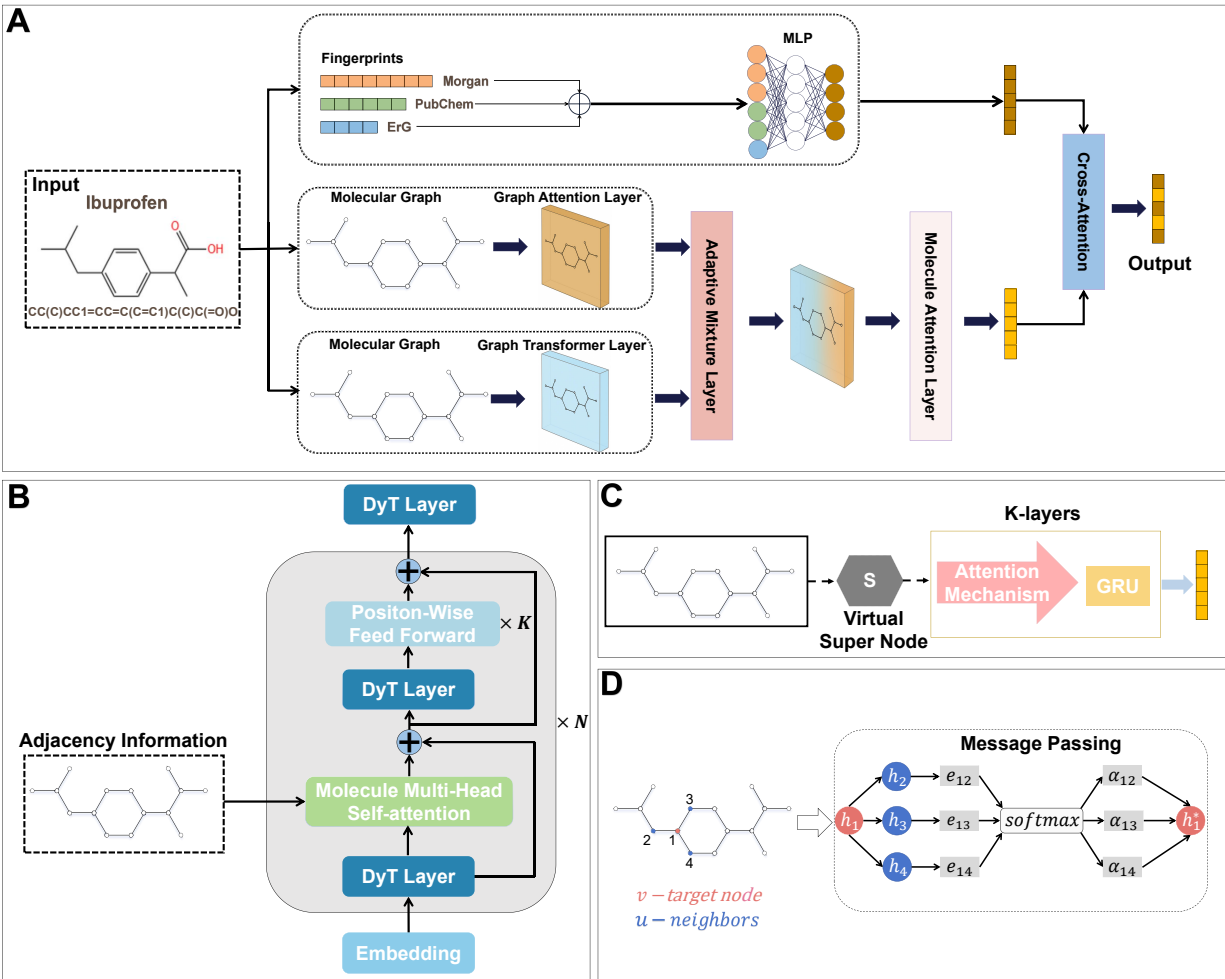 A
Fingerprints
Morgan
PubChem
ErG
MLP
Input
Ibuprofen
O
OH
CC(C)CC1=CC=C(C=C1)C(C)C(=O)O
Molecular Graph
Graph Attention Layer
Molecular Graph
Graph Transformer Layer
Adaptive Mixture Layer
Molecule Attention Layer
Cross-Attention
Output
B
DyT Layer
Positon-Wise
Feed Forward
× K
DyT Layer
× N
Adjacency Information
Molecule Multi-Head
Self-attention
DyT Layer
Embedding
C
K-layers
S
Virtual
Super Node
Attention
Mechanism
GRU
D
Message Passing
3
2
1
4
v − target node
u − neighbors
h₁
h₂
h₃
h₄
e₁₂
e₁₃
e₁₄
softmax
α₁₂
α₁₃
α₁₄
h₁*